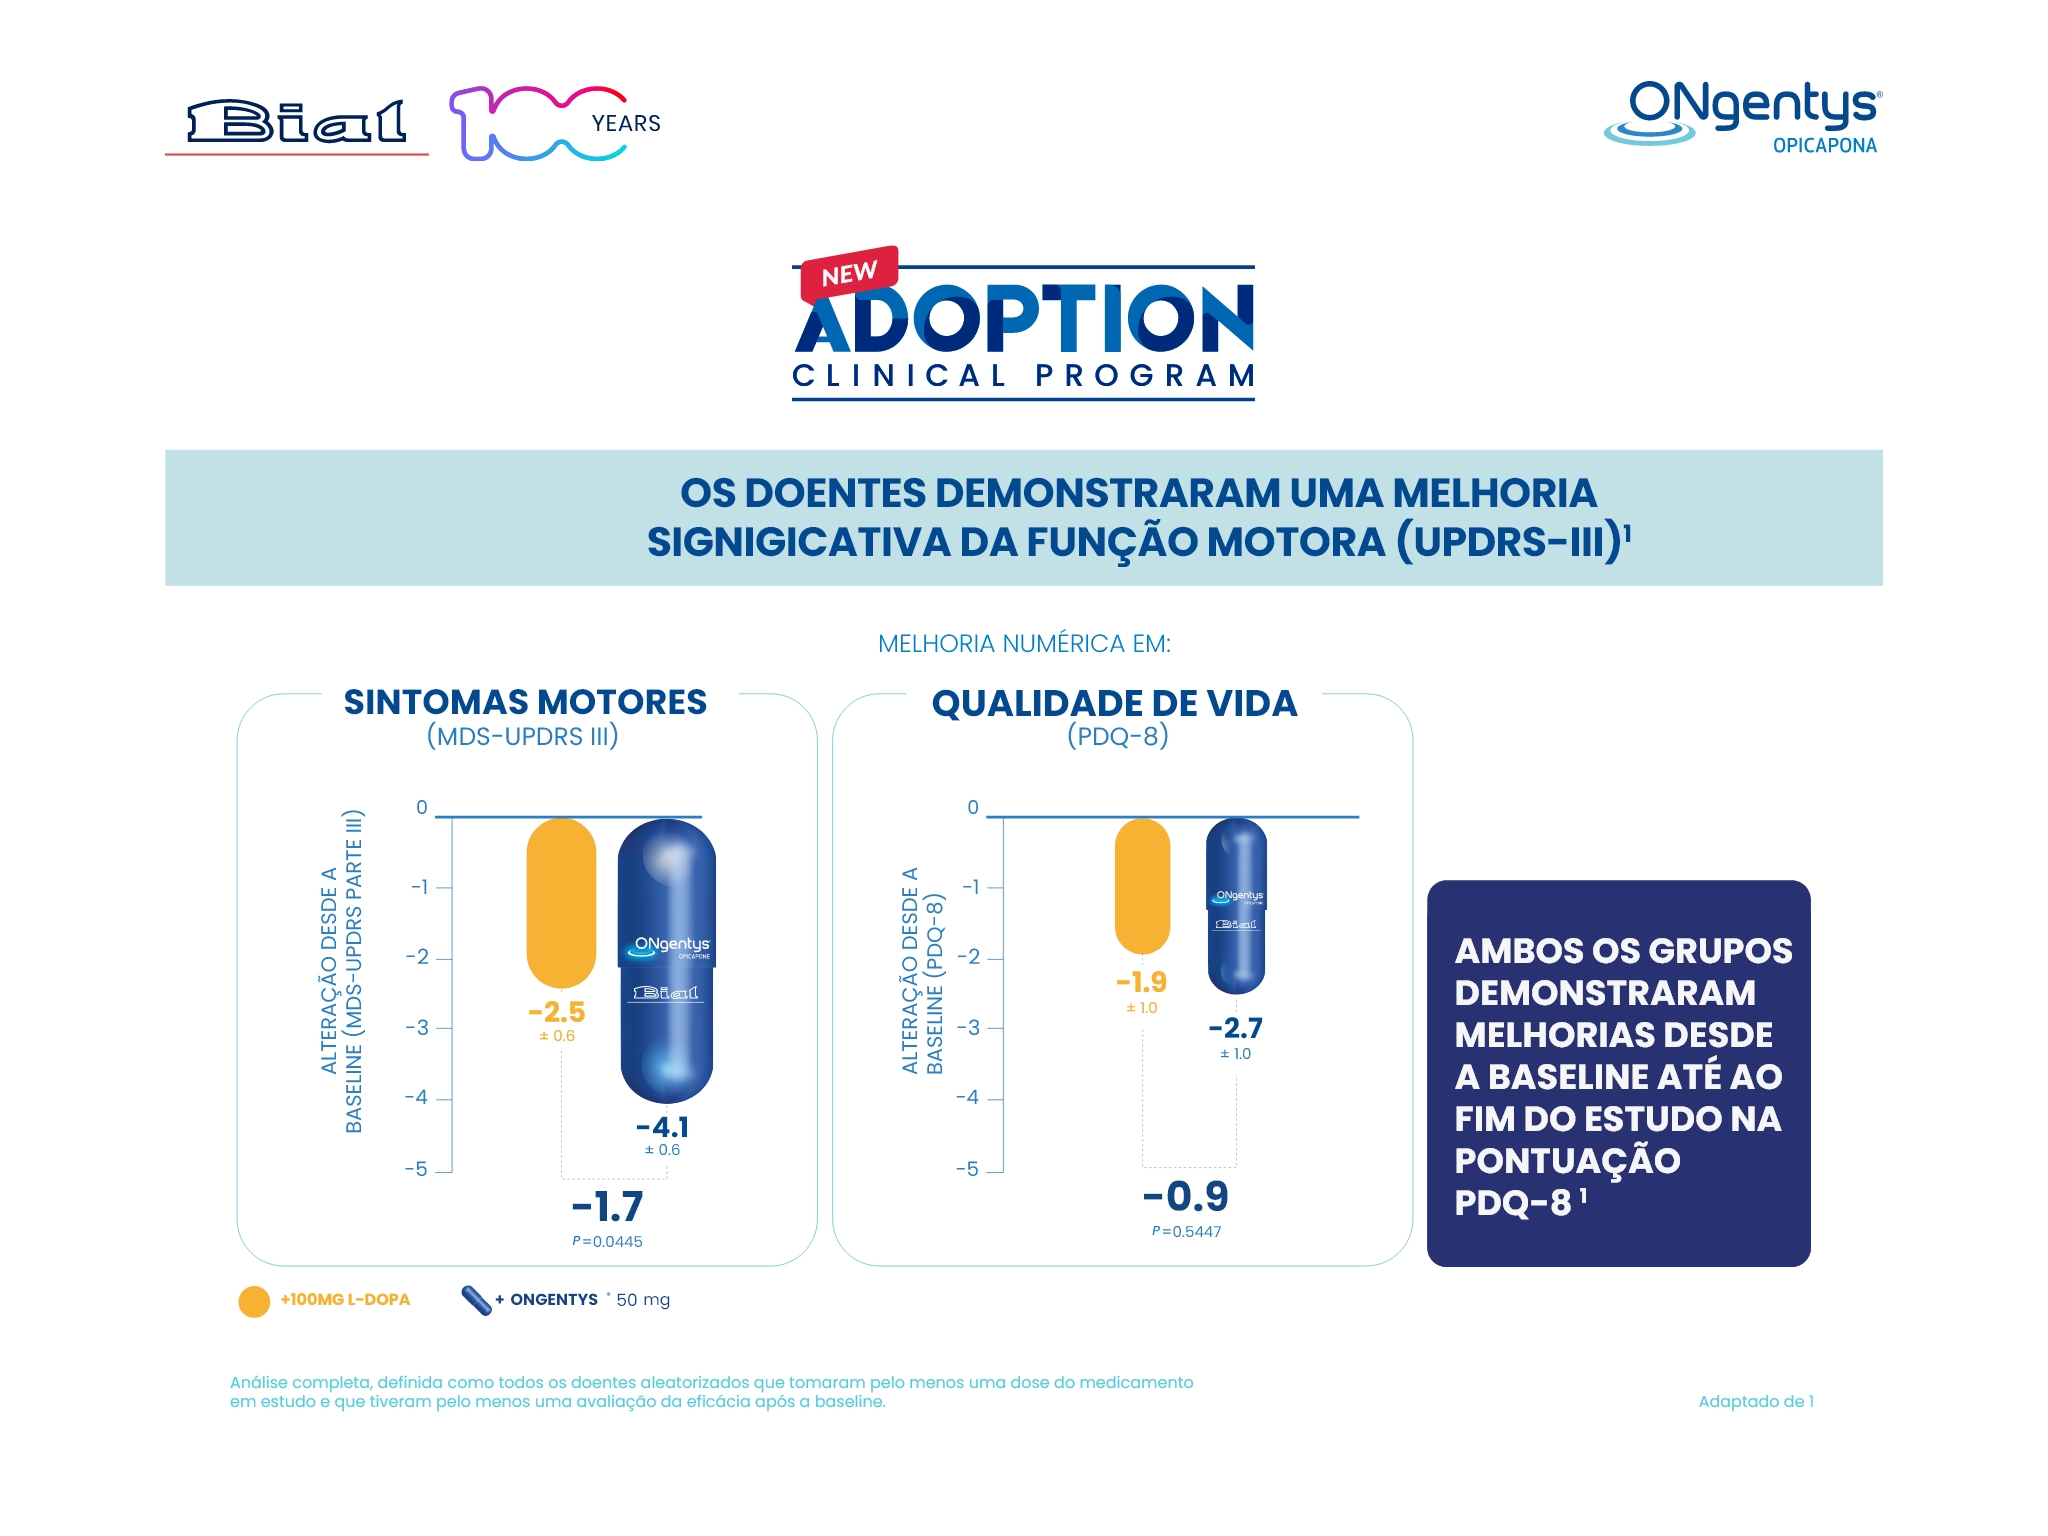 Bial
100 YEARS
ONgentys®
OPICAPONA
NEW
ADOPTION
CLINICAL PROGRAM
OS DOENTES DEMONSTRARAM UMA MELHORIA
SIGNIGICATIVA DA FUNÇÃO MOTORA (UPDRS-III)¹
MELHORIA NUMÉRICA EM:
SINTOMAS MOTORES
(MDS-UPDRS III)
ALTERAÇÃO DESDE A
BASELINE (MDS-UPDRS PARTE III)
0
-1
-2
-3
-4
-5
ONgentys
OPICAPONE
Bial
-2.5
± 0.6
-4.1
± 0.6
-1.7
P=0.0445
QUALIDADE DE VIDA
(PDQ-8)
ALTERAÇÃO DESDE A
BASELINE (PDQ-8)
0
-1
-2
-3
-4
-5
ONgentys
OPICAPONE
Bial
-1.9
± 1.0
-2.7
± 1.0
-0.9
P=0.5447
AMBOS OS GRUPOS
DEMONSTRARAM
MELHORIAS DESDE
A BASELINE ATÉ AO
FIM DO ESTUDO NA
PONTUAÇÃO
PDQ-8 ¹
+100MG L-DOPA
+ ONGENTYS ® 50 mg
Análise completa, definida como todos os doentes aleatorizados que tomaram pelo menos uma dose do medicamento
em estudo e que tiveram pelo menos uma avaliação da eficácia após a baseline.
Adaptado de 1